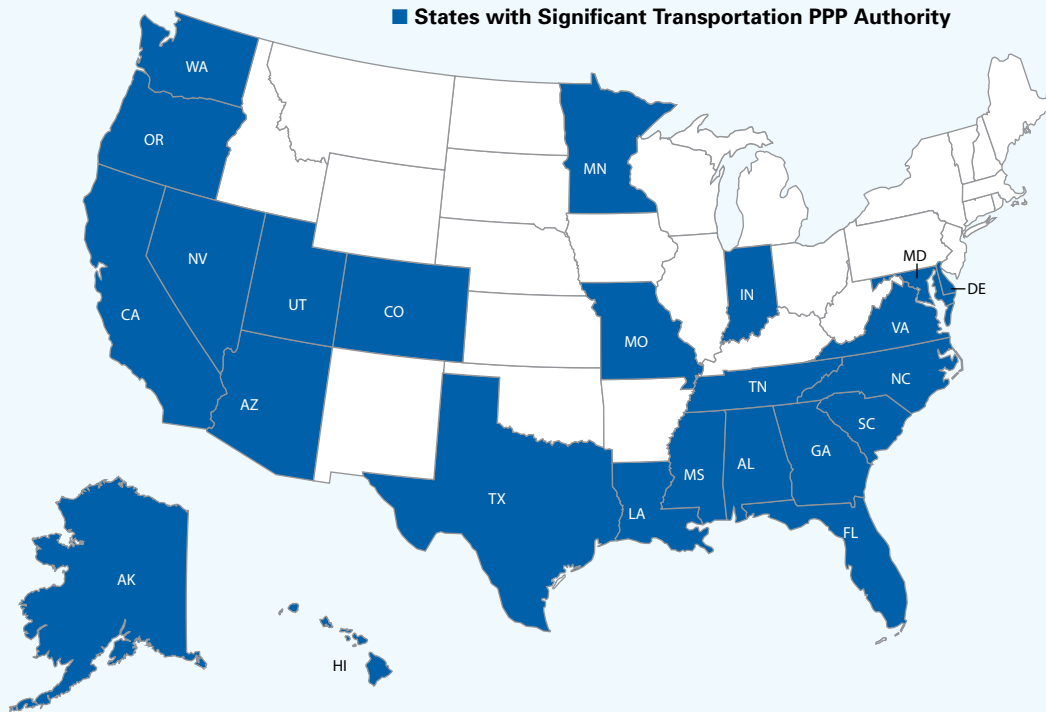 States with Significant Transportation PPP Authority
WA
OR
MN
NV
MD
DE
IN
UT
CO
CA
VA
MO
TN
NC
AZ
SC
GA
AL
MS
TX
LA
FL
AK
HI